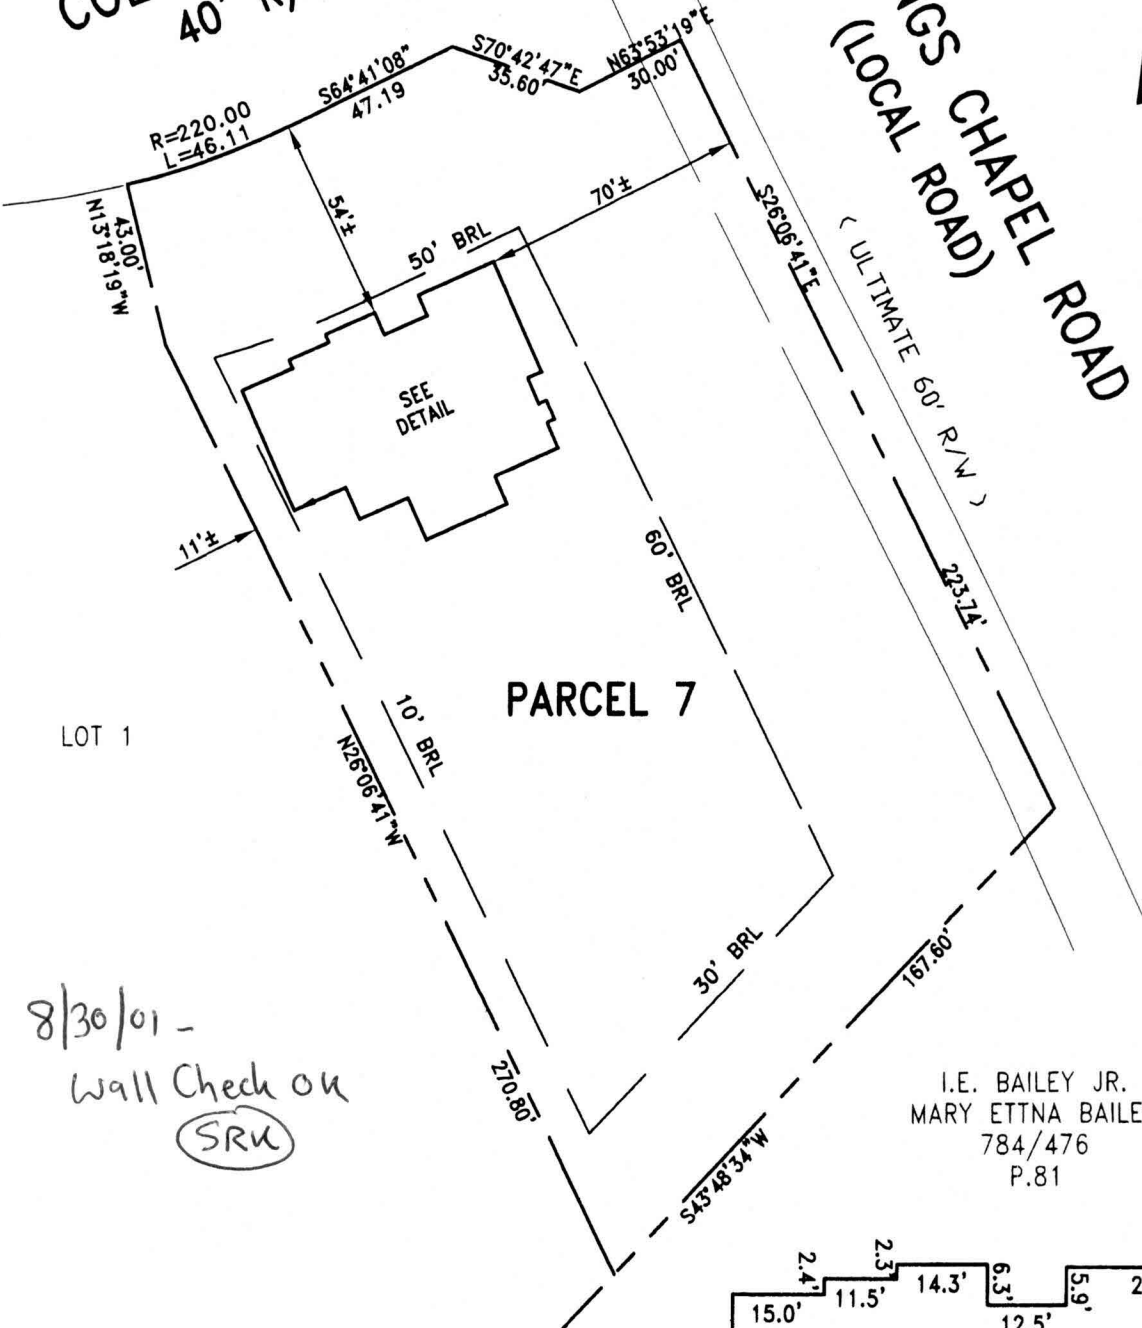 40'
R=220.00
L=46.11
S64°41'08"
47.19
S70°42'47"E
35.60'
N63°53'19"E
30.00'
NGS CHAPEL ROAD
(LOCAL ROAD)
< ULTIMATE 60' R/W >
43.00'
N13°18'19"W
54'±
70'±
50' BRL
S26°06'41"E
SEE
DETAIL
11'±
60' BRL
223.74'
PARCEL 7
LOT 1
10' BRL
N26°06'41"W
30' BRL
167.60'
8/30/01 -
Wall Check OK
SRK
270.80'
S43°48'34"W
I.E. BAILEY JR.
MARY ETTNA BAILE
784/476
P.81
2.4'
2.3'
6.3'
5.9'
15.0'
11.5'
14.3'
12.5'
2